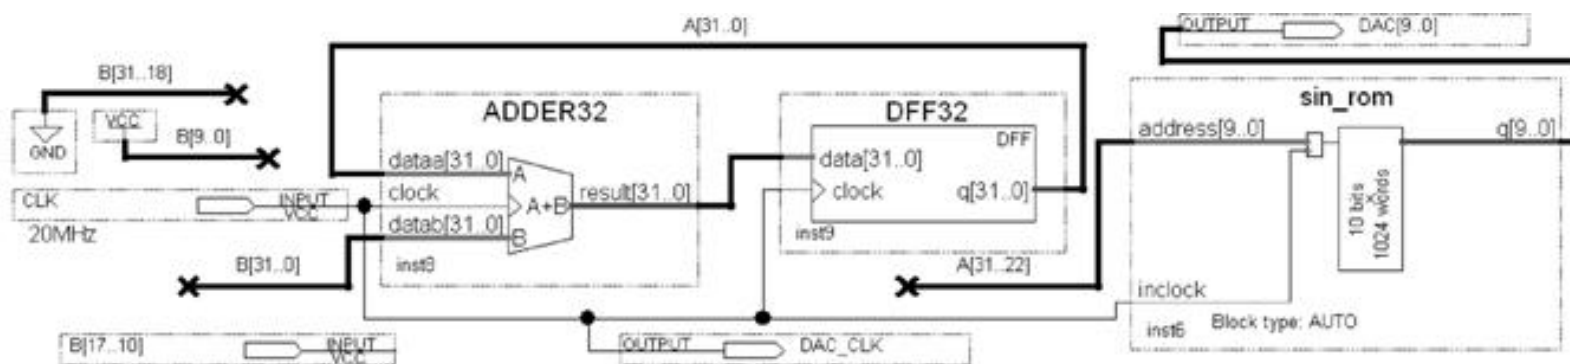 A[31..0]
OUTPUT DAC[9..0]
B[31..18]
GND
VCC
B[9..0]
ADDER32
dataa[31..0]
clock
datab[31..0]
A
A+B
B
result[31..0]
inst8
DFF32
DFF
data[31..0]
clock
q[31..0]
inst9
sin_rom
address[9..0]
q[9..0]
10 bits
×
1024 words
inclock
inst6
Block type: AUTO
CLK INPUT
VCC
20MHz
B[31..0]
A[31..22]
B[17..10] INPUT
VCC
OUTPUT DAC_CLK